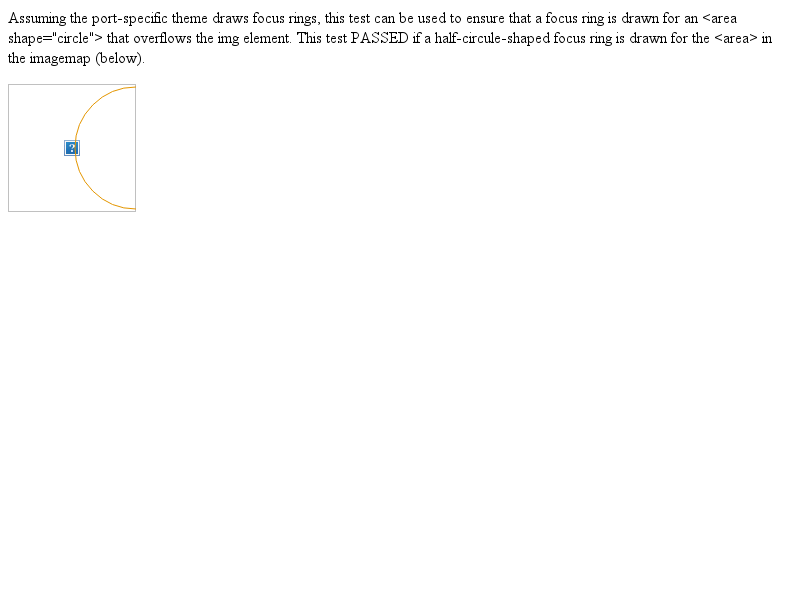 Assuming the port-specific theme draws focus rings, this test can be used to ensure that a focus ring is drawn for an <area
shape="circle"> that overflows the img element. This test PASSED if a half-circule-shaped focus ring is drawn for the <area> in
the imagemap (below).
?